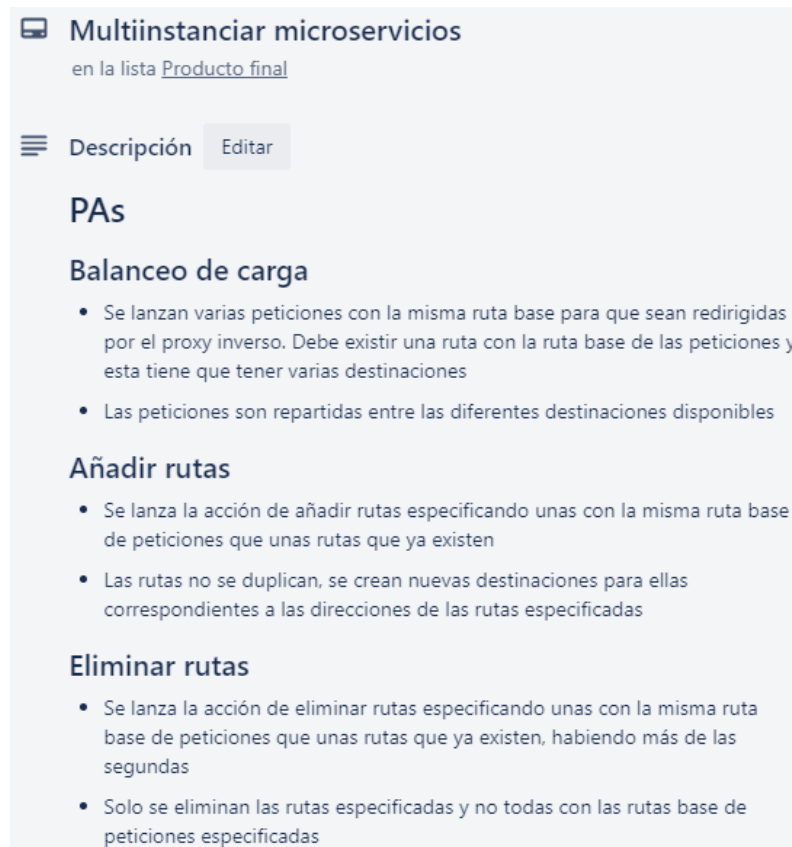 Multiinstanciar microservicios
en la lista Producto final
Descripción Editar
PAs
Balanceo de carga
• Se lanzan varias peticiones con la misma ruta base para que sean redirigidas
por el proxy inverso. Debe existir una ruta con la ruta base de las peticiones y
esta tiene que tener varias destinaciones
• Las peticiones son repartidas entre las diferentes destinaciones disponibles
Añadir rutas
• Se lanza la acción de añadir rutas especificando unas con la misma ruta base
de peticiones que unas rutas que ya existen
• Las rutas no se duplican, se crean nuevas destinaciones para ellas
correspondientes a las direcciones de las rutas especificadas
Eliminar rutas
• Se lanza la acción de eliminar rutas especificando unas con la misma ruta
base de peticiones que unas rutas que ya existen, habiendo más de las
segundas
• Solo se eliminan las rutas especificadas y no todas con las rutas base de
peticiones especificadas